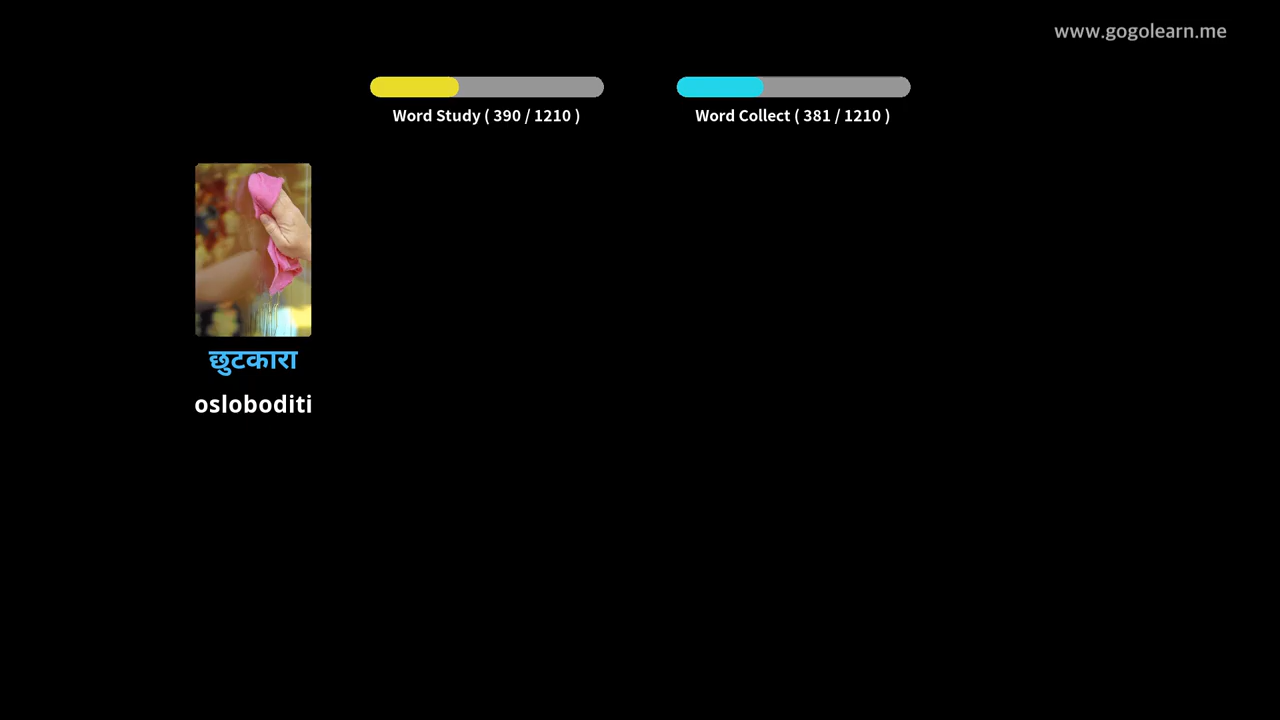 www.gogolearn.me
Word Study ( 390 / 1210 )
Word Collect ( 381 / 1210 )
छुटकारा
osloboditi